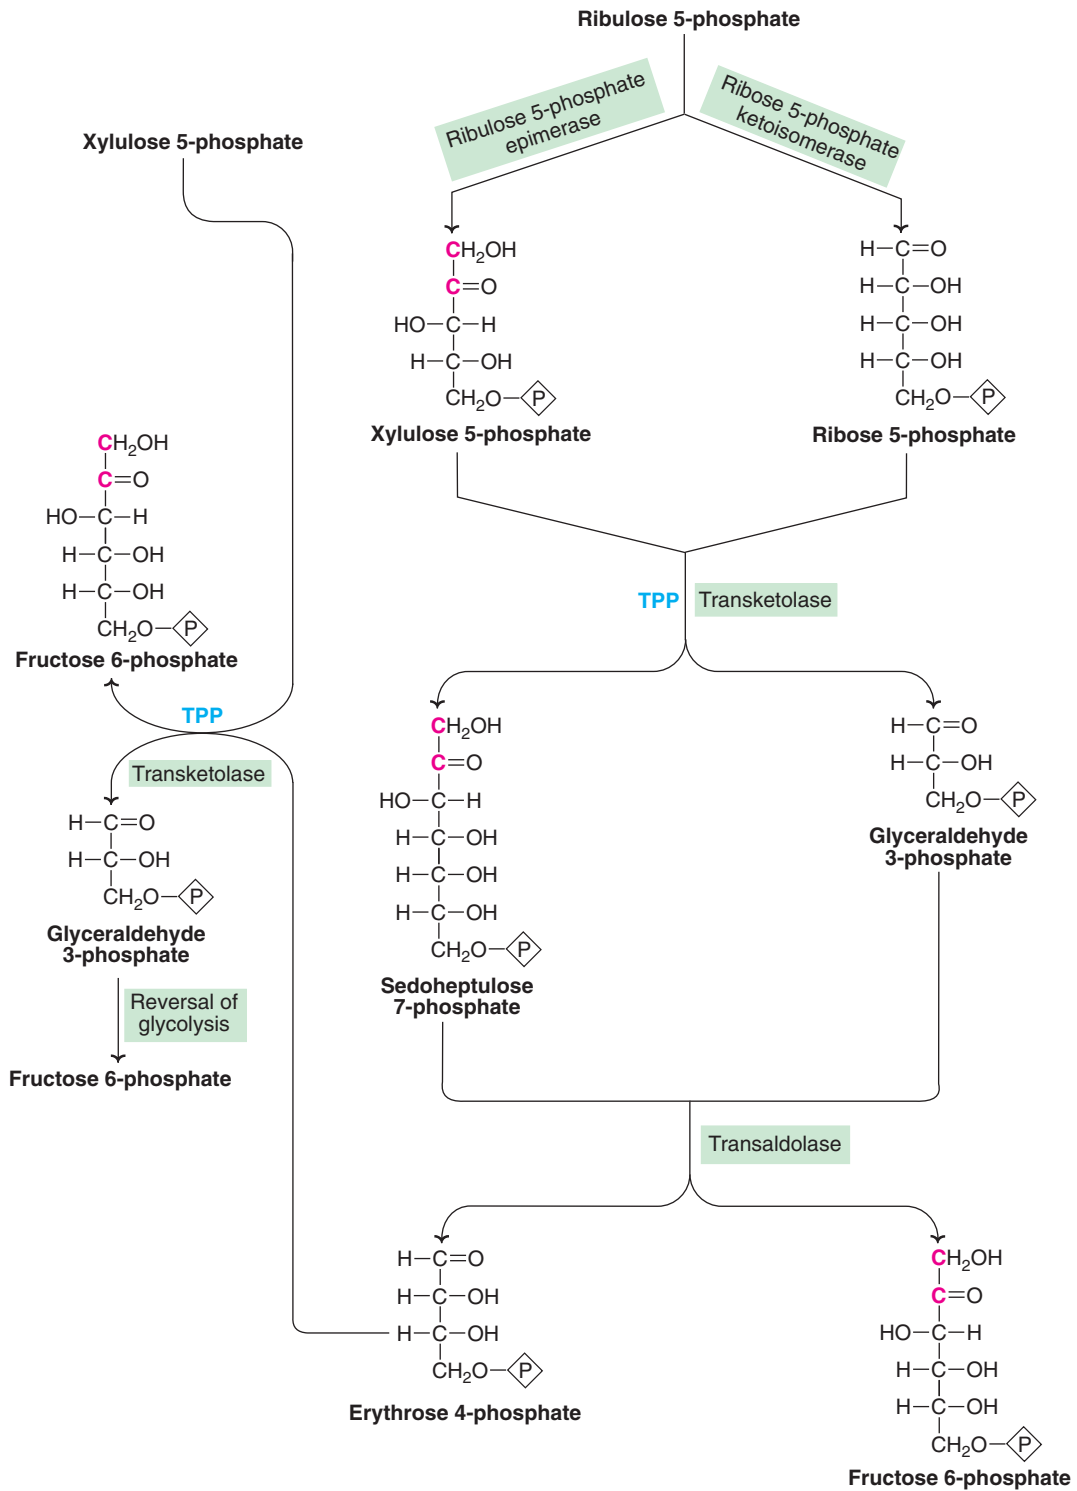 Ribulose 5-phosphate
Ribulose 5-phosphate
epimerase
Ribose 5-phosphate
ketoisomerase
Xylulose 5-phosphate
CH2OH
C=O
HO–C–H
H–C–OH
CH2O–P
Xylulose 5-phosphate
H–C=O
H–C–OH
H–C–OH
H–C–OH
CH2O–P
Ribose 5-phosphate
CH2OH
C=O
HO–C–H
H–C–OH
H–C–OH
CH2O–P
Fructose 6-phosphate
TPP
Transketolase
TPP
Transketolase
H–C=O
H–C–OH
CH2O–P
Glyceraldehyde
3-phosphate
Reversal of
glycolysis
Fructose 6-phosphate
CH2OH
C=O
HO–C–H
H–C–OH
H–C–OH
H–C–OH
CH2O–P
Sedoheptulose
7-phosphate
H–C=O
H–C–OH
CH2O–P
Glyceraldehyde
3-phosphate
Transaldolase
H–C=O
H–C–OH
H–C–OH
CH2O–P
Erythrose 4-phosphate
CH2OH
C=O
HO–C–H
H–C–OH
H–C–OH
CH2O–P
Fructose 6-phosphate